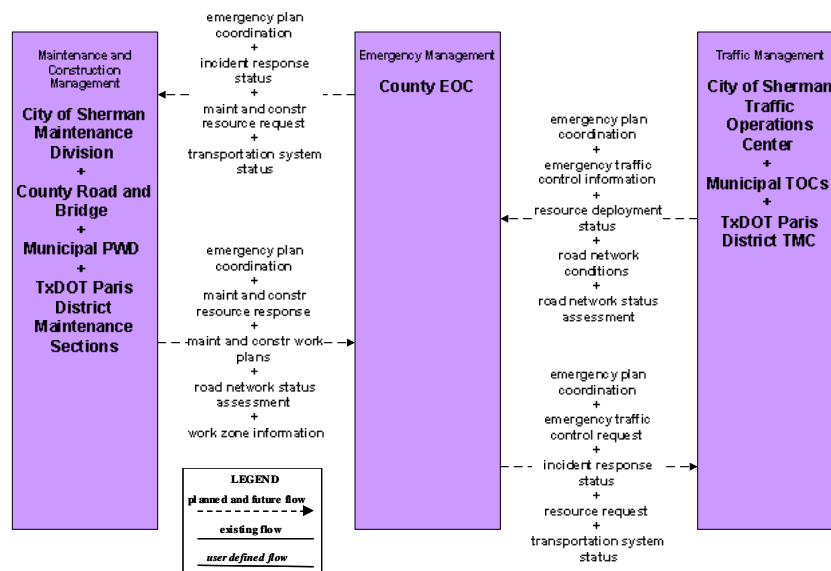 Maintenance and
Construction
Management
City of Sherman
Maintenance
Division
+
County Road and
Bridge
+
Municipal PWD
+
TxDOT Paris
District
Maintenance
Sections
emergency plan
coordination
+
incident response
status
+
maint and constr
resource request
+
transportation system
status
emergency plan
coordination
+
maint and constr
resource response
+
maint and constr work
plans
+
road network status
assessment
+
work zone information
Emergency Management
County EOC
emergency plan
coordination
+
emergency traffic
control information
+
resource deployment
status
+
road network
conditions
+
road network status
assessment
emergency plan
coordination
+
emergency traffic
control request
+
incident response
status
+
resource request
+
transportation system
status
Traffic Management
City of Sherman
Traffic
Operations
Center
+
Municipal TOCs
+
TxDOT Paris
District TMC
LEGEND
planned and future flow
existing flow
user defined flow